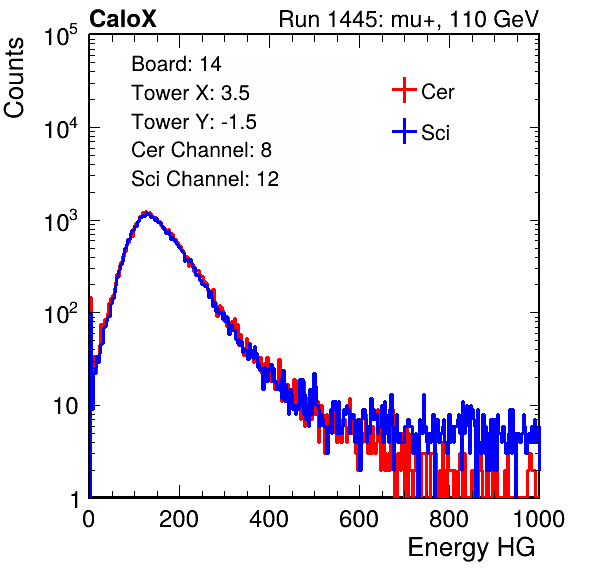 CaloX Run 1445: mu+, 110 GeV
Board: 14
Tower X: 3.5
Tower Y: -1.5
Cer Channel: 8
Sci Channel: 12
Cer
Sci
Counts
10^5
10^4
10^3
10^2
10
1
0 200 400 600 800 1000
Energy HG